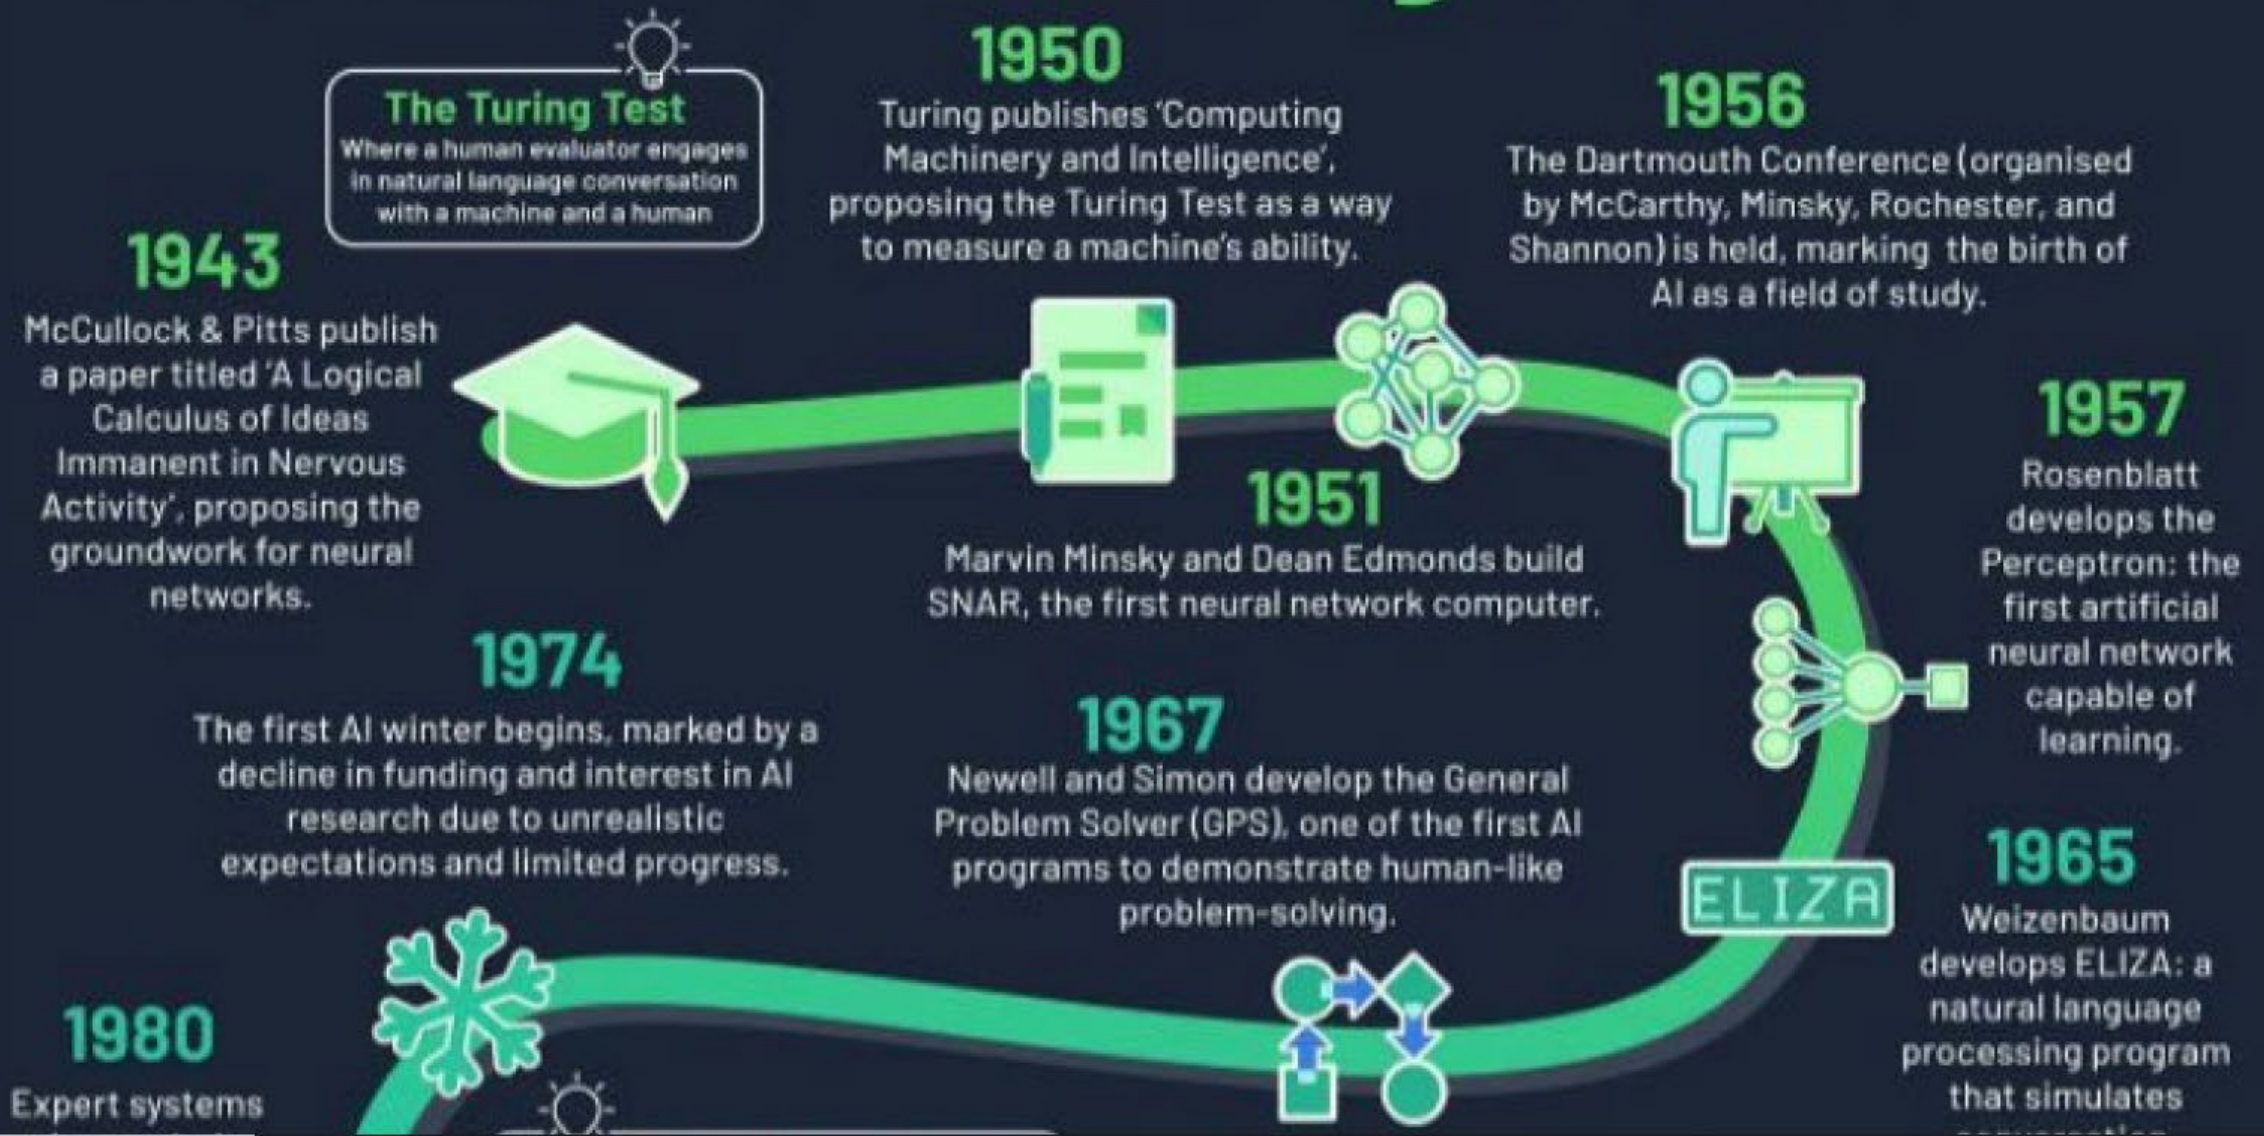 The Turing Test
Where a human evaluator engages
in natural language conversation
with a machine and a human
1943
McCullock & Pitts publish
a paper titled ‘A Logical
Calculus of Ideas
Immanent in Nervous
Activity’, proposing the
groundwork for neural
networks.
1950
Turing publishes ‘Computing
Machinery and Intelligence’,
proposing the Turing Test as a way
to measure a machine’s ability.
1951
Marvin Minsky and Dean Edmonds build
SNAR, the first neural network computer.
1956
The Dartmouth Conference (organised
by McCarthy, Minsky, Rochester, and
Shannon) is held, marking the birth of
AI as a field of study.
1957
Rosenblatt
develops the
Perceptron: the
first artificial
neural network
capable of
learning.
ELIZA
1965
Weizenbaum
develops ELIZA: a
natural language
processing program
that simulates
1967
Newell and Simon develop the General
Problem Solver (GPS), one of the first AI
programs to demonstrate human-like
problem-solving.
1974
The first AI winter begins, marked by a
decline in funding and interest in AI
research due to unrealistic
expectations and limited progress.
1980
Expert systems